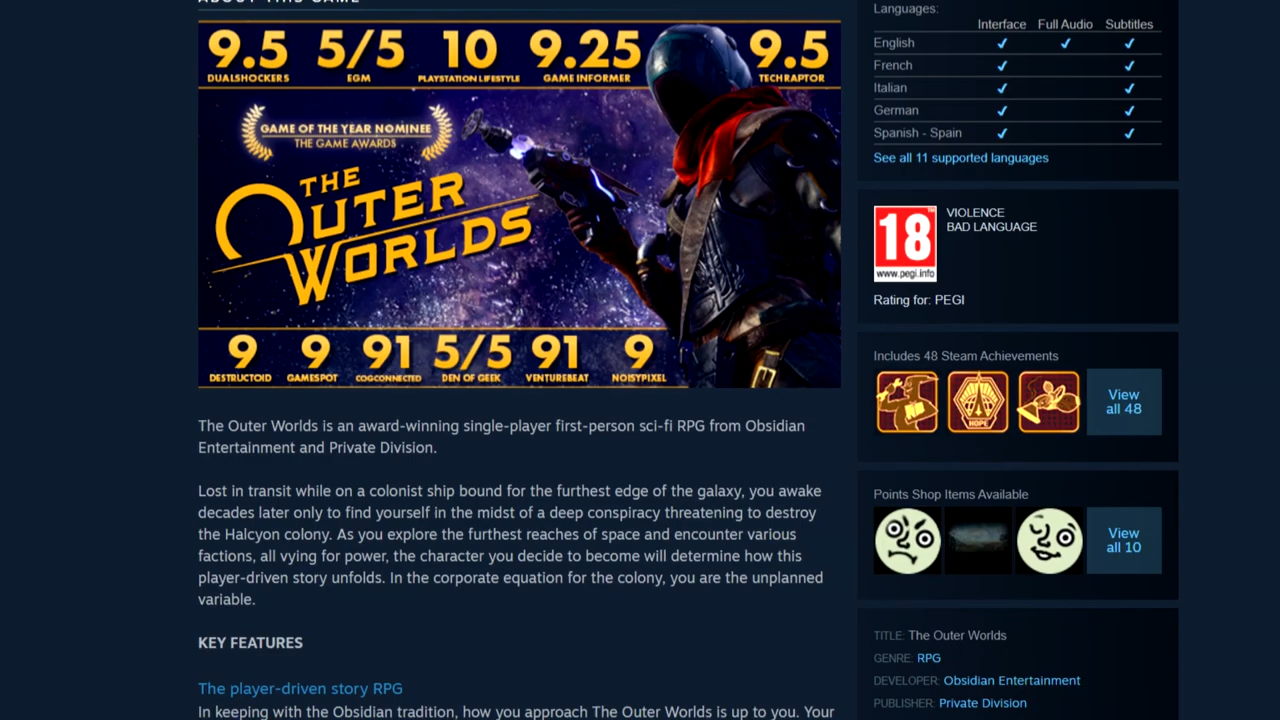 ABOUT THIS GAME
9.5 5/5 10 9.25 9.5
DUALSHOCKERS EGM PLAYSTATION LIFESTYLE GAME INFORMER TECHRAPTOR
GAME OF THE YEAR NOMINEE
THE GAME AWARDS
THE
OUTER
WORLDS
9 9 91 5/5 91 9
DESTRUCTOID GAMESPOT COGCONNECTED DEN OF GEEK VENTUREBEAT NOISYPIXEL
The Outer Worlds is an award-winning single-player first-person sci-fi RPG from Obsidian
Entertainment and Private Division.
Lost in transit while on a colonist ship bound for the furthest edge of the galaxy, you awake
decades later only to find yourself in the midst of a deep conspiracy threatening to destroy
the Halcyon colony. As you explore the furthest reaches of space and encounter various
factions, all vying for power, the character you decide to become will determine how this
player-driven story unfolds. In the corporate equation for the colony, you are the unplanned
variable.
KEY FEATURES
The player-driven story RPG
In keeping with the Obsidian tradition, how you approach The Outer Worlds is up to you. Your
Languages:
Interface Full Audio Subtitles
English ✔ ✔ ✔
French ✔ ✔
Italian ✔ ✔
German ✔ ✔
Spanish - Spain ✔ ✔
See all 11 supported languages
18
www.pegi.info
VIOLENCE
BAD LANGUAGE
Rating for: PEGI
Includes 48 Steam Achievements
HOPE
View
all 48
Points Shop Items Available
View
all 10
TITLE: The Outer Worlds
GENRE: RPG
DEVELOPER: Obsidian Entertainment
PUBLISHER: Private Division